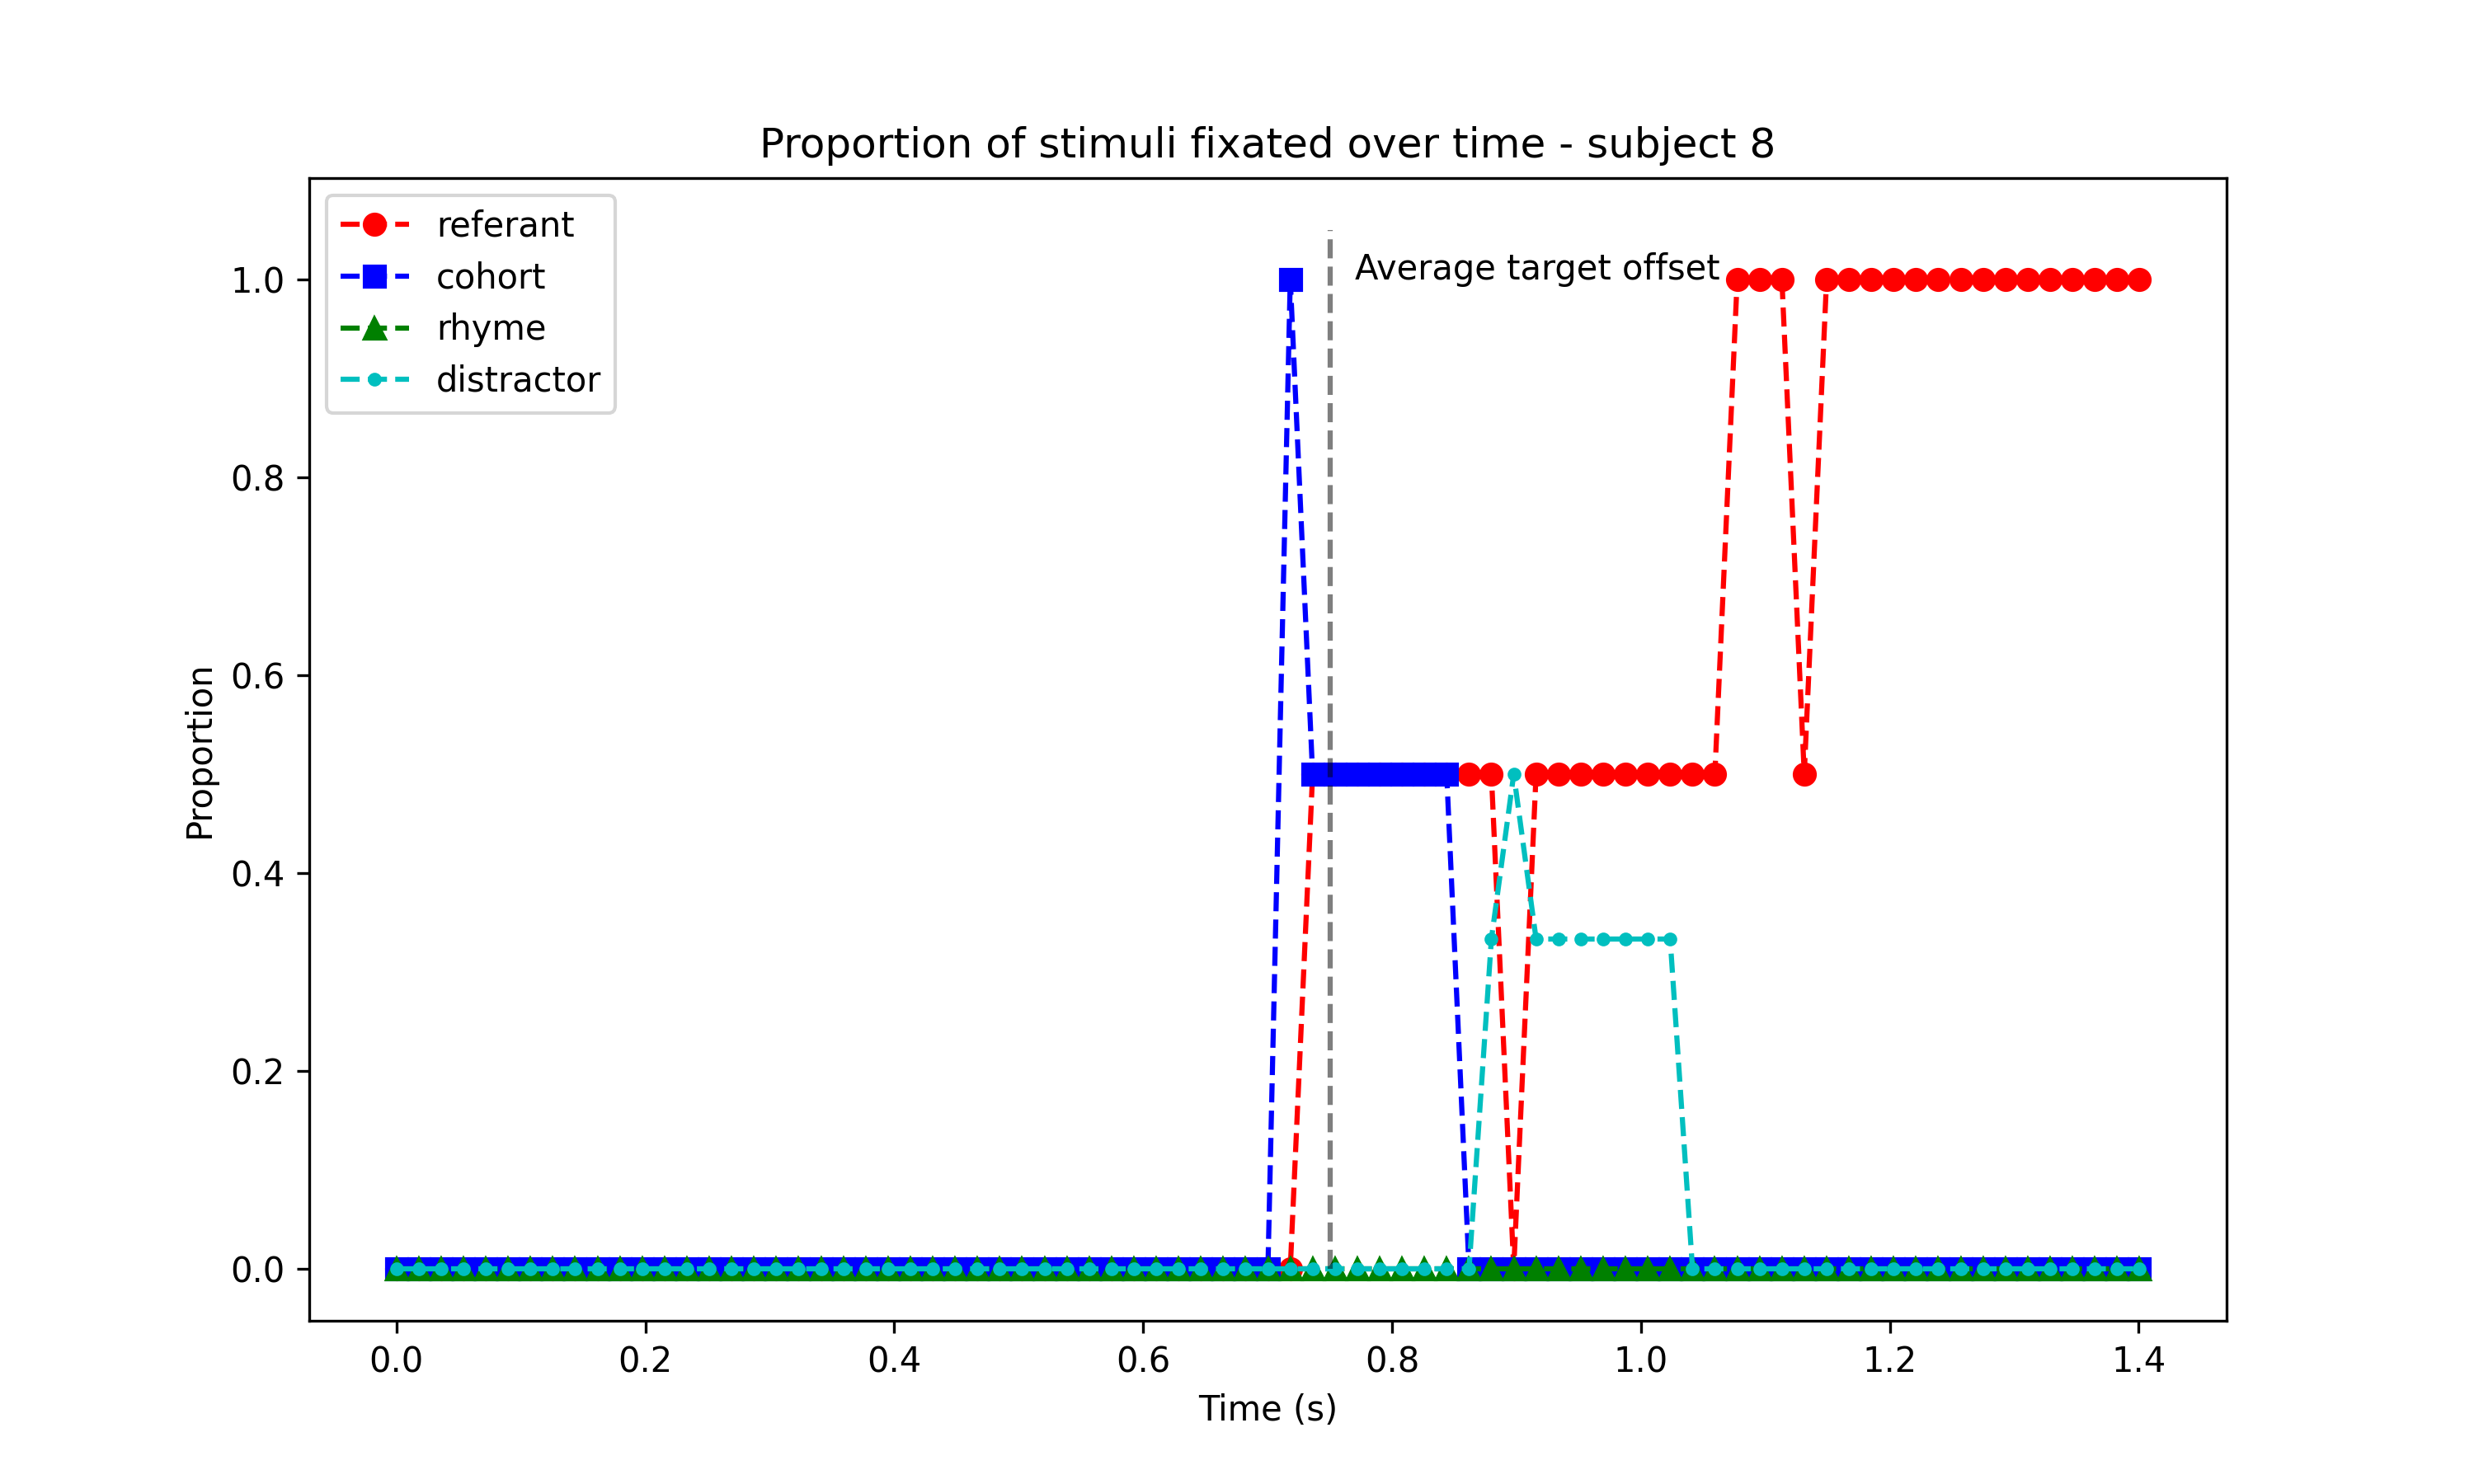 Proportion of stimuli fixated over time - subject 8
referant
cohort
rhyme
distractor
Average target offset
1.0
0.8
0.6
0.4
0.2
0.0
Proportion
0.0 0.2 0.4 0.6 0.8 1.0 1.2 1.4
Time (s)